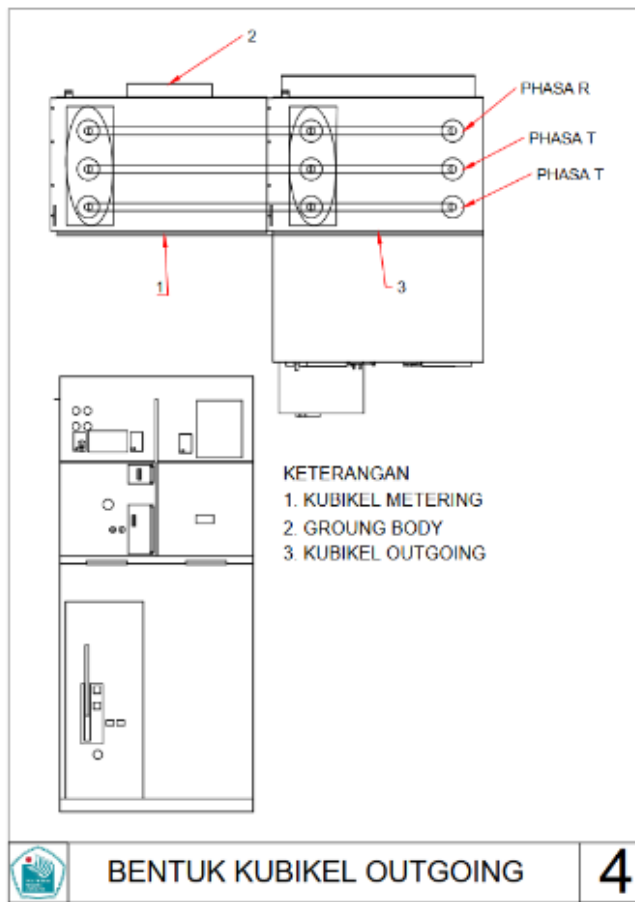 2
PHASA R
PHASA T
PHASA T
1
3
KETERANGAN
1. KUBIKEL METERING
2. GROUNG BODY
3. KUBIKEL OUTGOING
BENTUK KUBIKEL OUTGOING
4